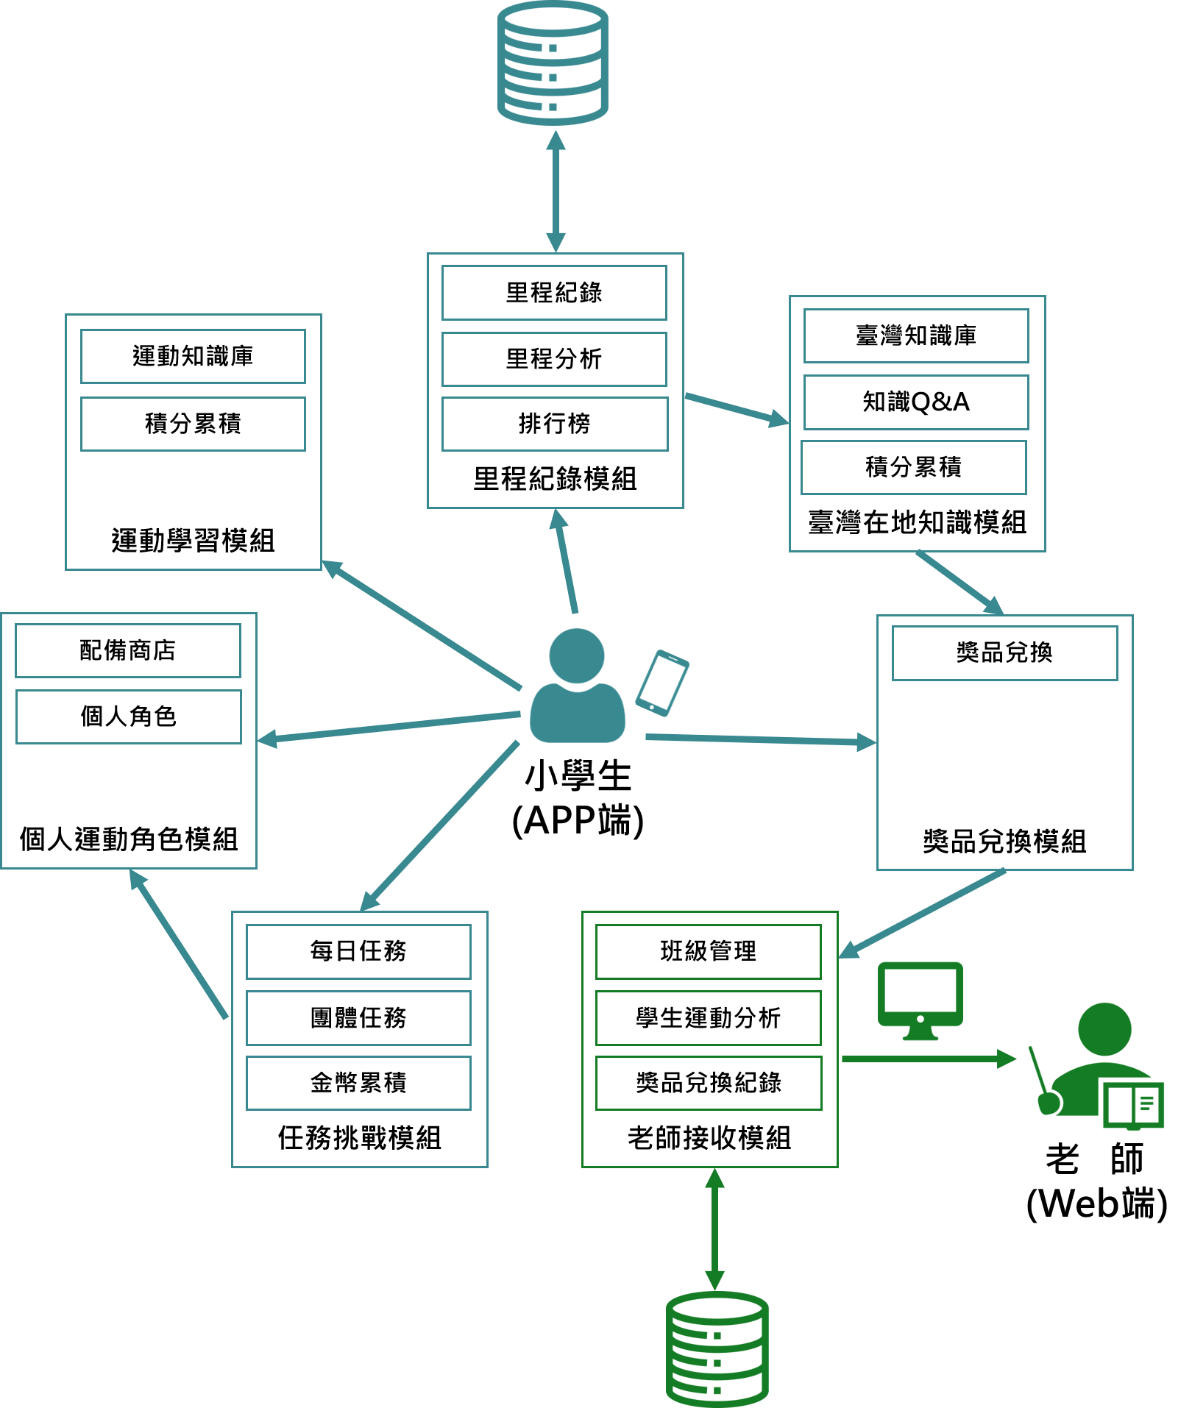 里程紀錄
里程分析
排行榜
里程紀錄模組
臺灣知識庫
知識Q&A
積分累積
臺灣在地知識模組
運動知識庫
積分累積
運動學習模組
配備商店
個人角色
個人運動角色模組
小學生
(APP端)
獎品兌換
獎品兌換模組
每日任務
團體任務
金幣累積
任務挑戰模組
班級管理
學生運動分析
獎品兌換紀錄
老師接收模組
老 師
(Web端)